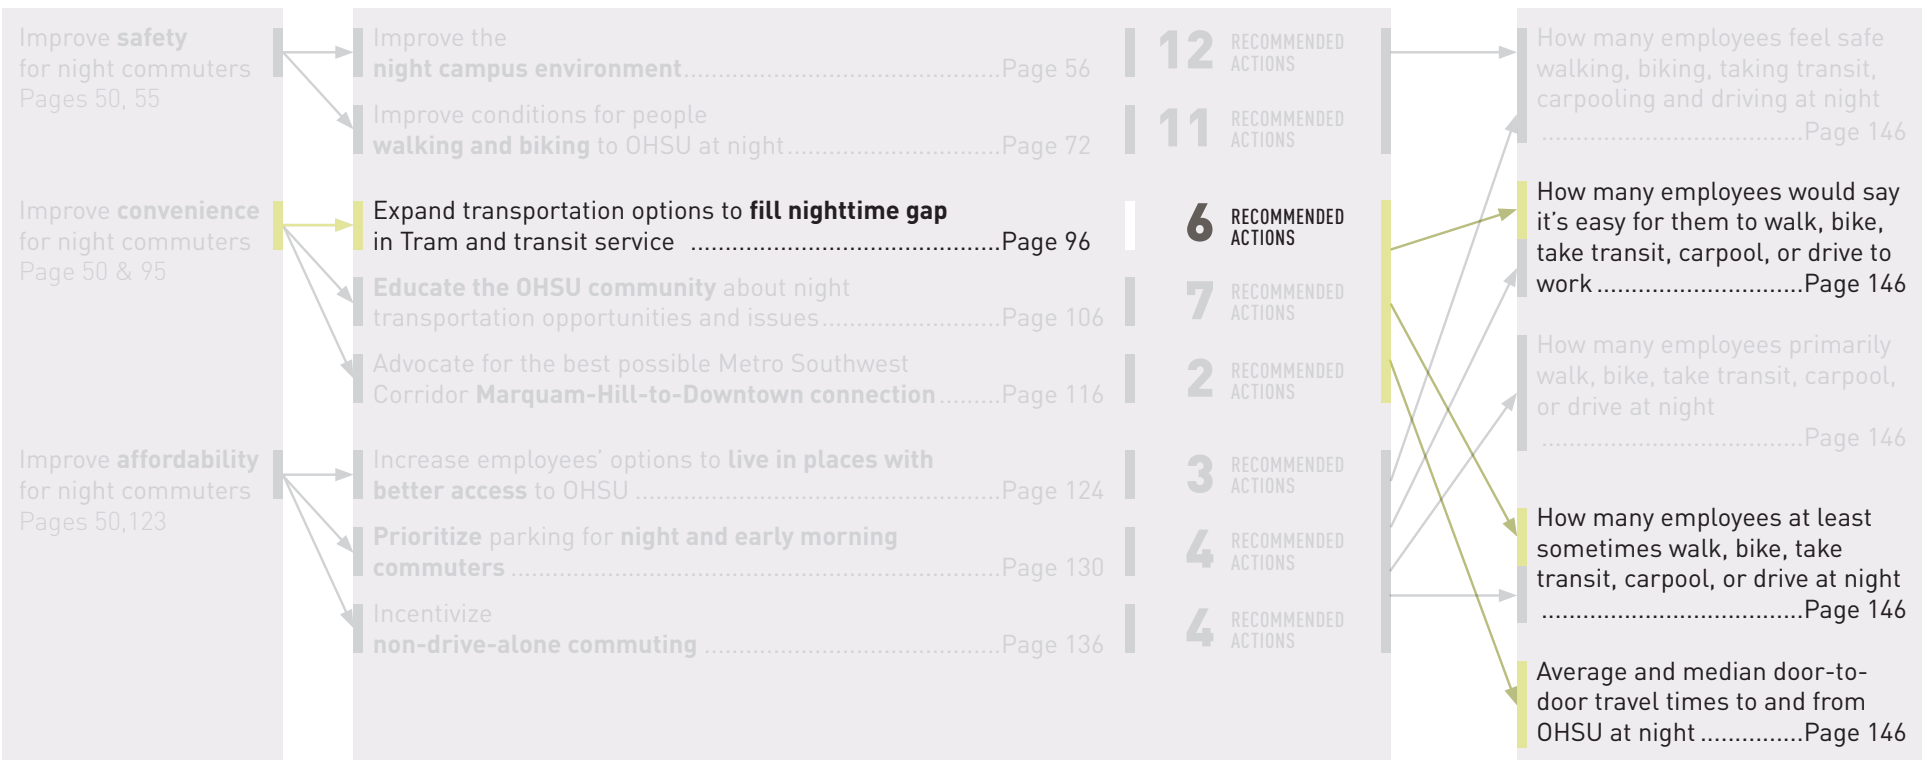 Improve safety
for night commuters
Pages 50, 55
Improve the
night campus environment..............................................Page 56
12 RECOMMENDED
ACTIONS
Improve conditions for people
walking and biking to OHSU at night...............................Page 72
11 RECOMMENDED
ACTIONS
Improve convenience
for night commuters
Page 50 & 95
Expand transportation options to fill nighttime gap
in Tram and transit service .............................................Page 96
6 RECOMMENDED
ACTIONS
Educate the OHSU community about night
transportation opportunities and issues..........................Page 106
7 RECOMMENDED
ACTIONS
Advocate for the best possible Metro Southwest
Corridor Marquam-Hill-to-Downtown connection.........Page 116
2 RECOMMENDED
ACTIONS
Improve affordability
for night commuters
Pages 50,123
Increase employees’ options to live in places with
better access to OHSU .....................................................Page 124
3 RECOMMENDED
ACTIONS
Prioritize parking for night and early morning
commuters .......................................................................Page 130
4 RECOMMENDED
ACTIONS
Incentivize
non-drive-alone commuting ...........................................Page 136
4 RECOMMENDED
ACTIONS
How many employees feel safe
walking, biking, taking transit,
carpooling and driving at night
......................................Page 146
How many employees would say
it’s easy for them to walk, bike,
take transit, carpool, or drive to
work ..............................Page 146
How many employees primarily
walk, bike, take transit, carpool,
or drive at night
......................................Page 146
How many employees at least
sometimes walk, bike, take
transit, carpool, or drive at night
......................................Page 146
Average and median door-to-
door travel times to and from
OHSU at night ...............Page 146